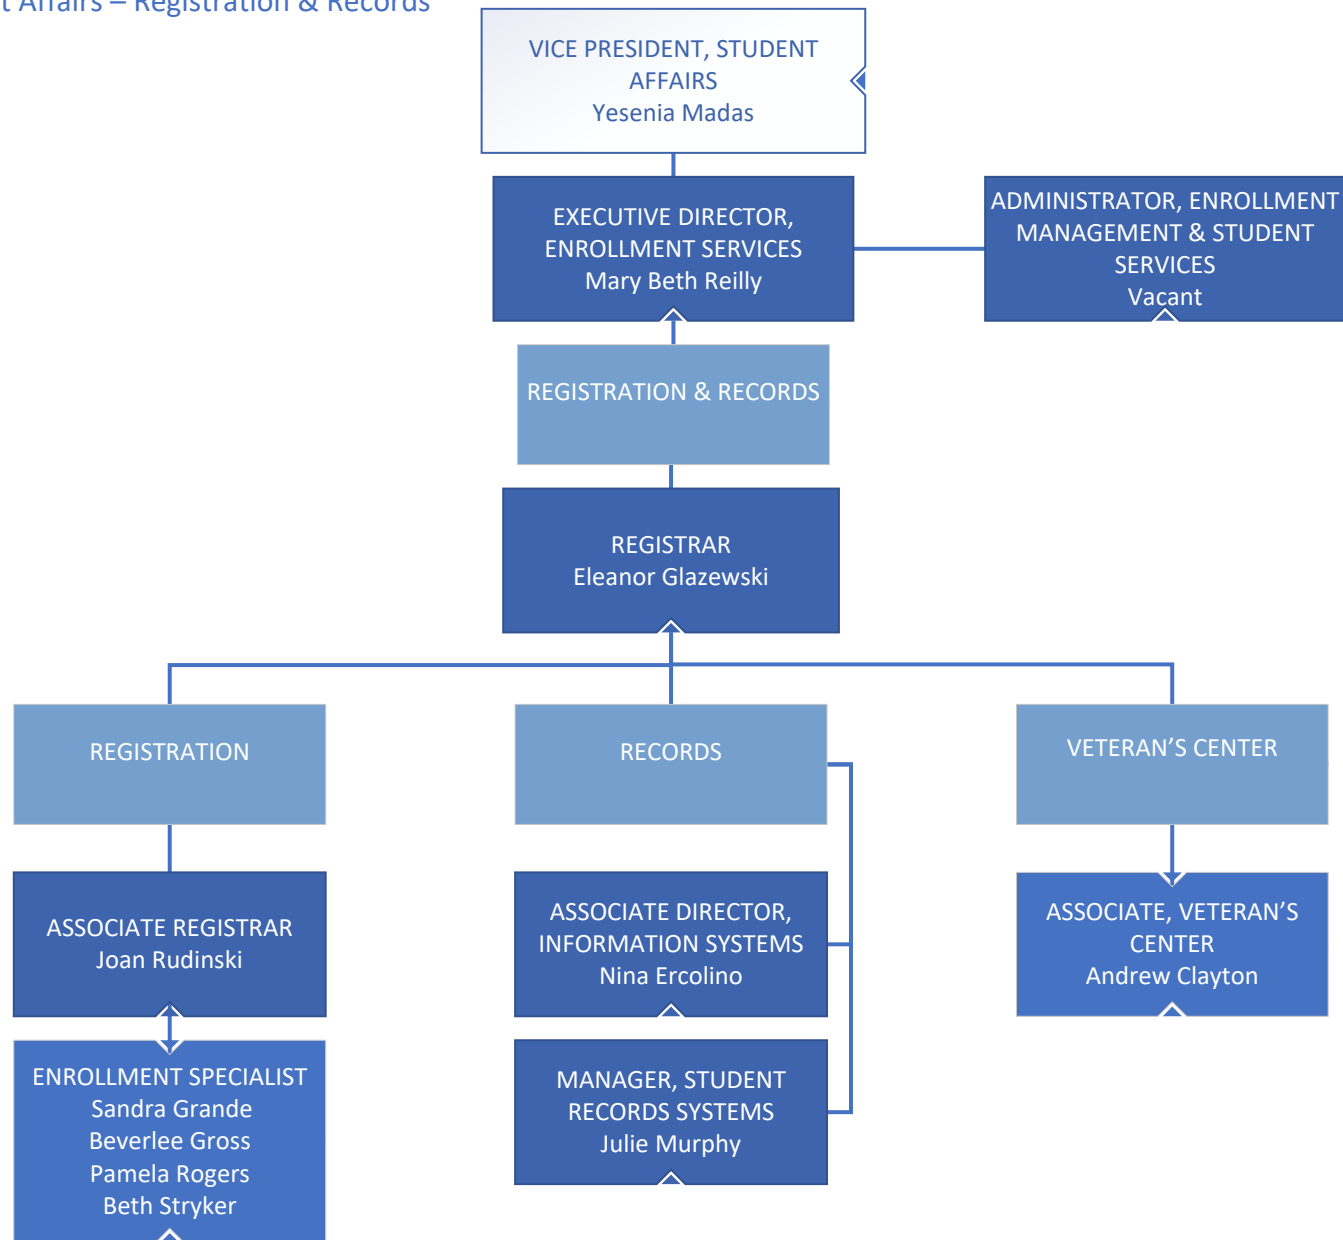 t Affairs – Registration & Records
VICE PRESIDENT, STUDENT
AFFAIRS
Yesenia Madas
EXECUTIVE DIRECTOR,
ENROLLMENT SERVICES
Mary Beth Reilly
ADMINISTRATOR, ENROLLMENT
MANAGEMENT & STUDENT
SERVICES
Vacant
REGISTRATION & RECORDS
REGISTRAR
Eleanor Glazewski
REGISTRATION
RECORDS
VETERAN’S CENTER
ASSOCIATE REGISTRAR
Joan Rudinski
ASSOCIATE DIRECTOR,
INFORMATION SYSTEMS
Nina Ercolino
ASSOCIATE, VETERAN’S
CENTER
Andrew Clayton
ENROLLMENT SPECIALIST
Sandra Grande
Beverlee Gross
Pamela Rogers
Beth Stryker
MANAGER, STUDENT
RECORDS SYSTEMS
Julie Murphy